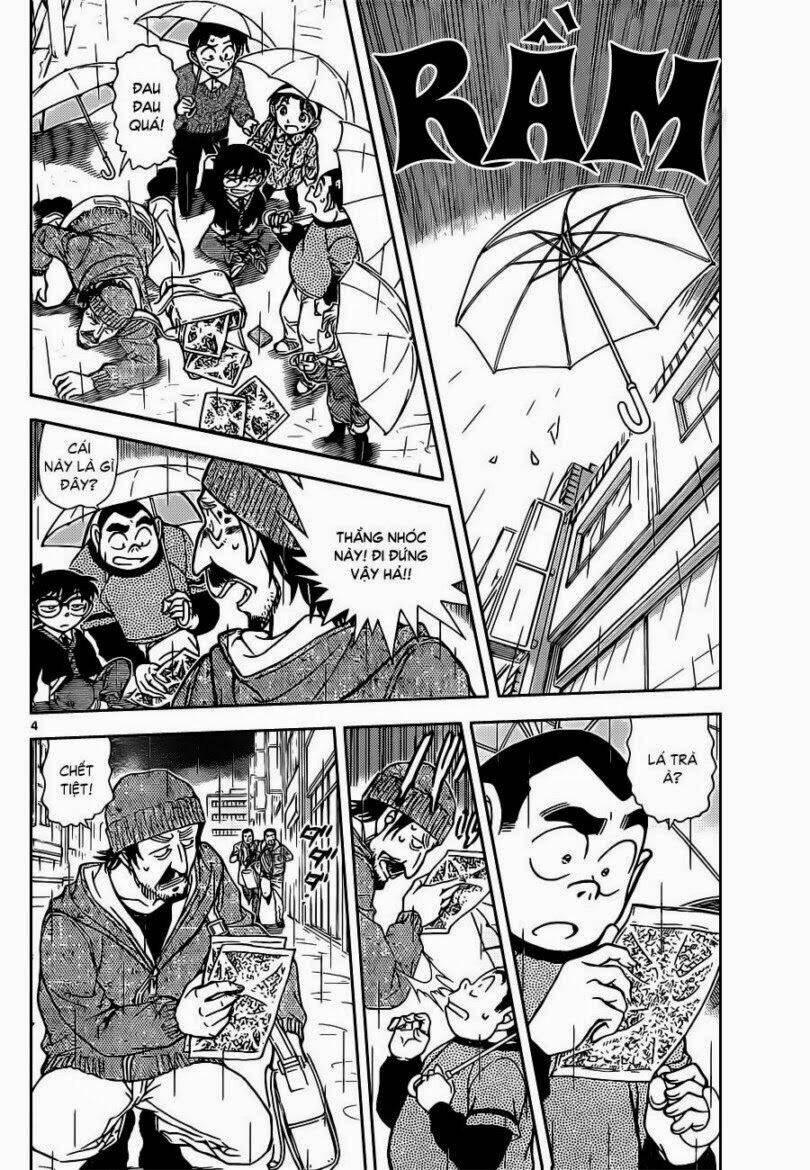 RẦM
ĐAU
ĐAU
QUÁ!
THẰNG NHÓC
NÀY! ĐI ĐỨNG
VẬY HẢ!!
CÁI
NÀY LÀ GÌ
ĐÂY?
4
LÁ TRÀ
À?
CHẾT
TIỆT!